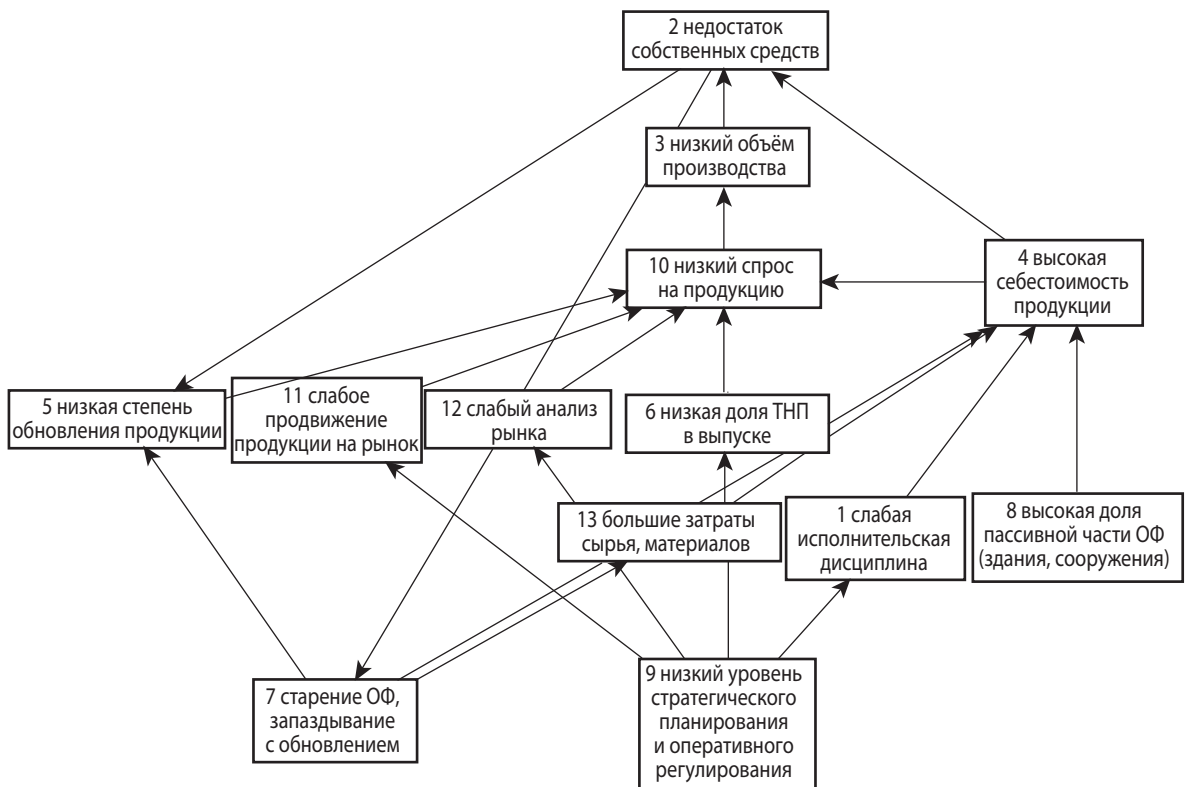 2 недостаток
собственных средств
3 низкий объём
производства
10 низкий спрос
на продукцию
4 высокая
себестоимость
продукции
5 низкая степень
обновления продукции
11 слабое
продвижение
продукции на рынок
12 слабый анализ
рынка
6 низкая доля ТНП
в выпуске
13 большие затраты
сырья, материалов
1 слабая
исполнительская
дисциплина
8 высокая доля
пассивной части ОФ
(здания, сооружения)
7 старение ОФ,
запаздывание
с обновлением
9 низкий уровень
стратегического
планирования
и оперативного
регулирования